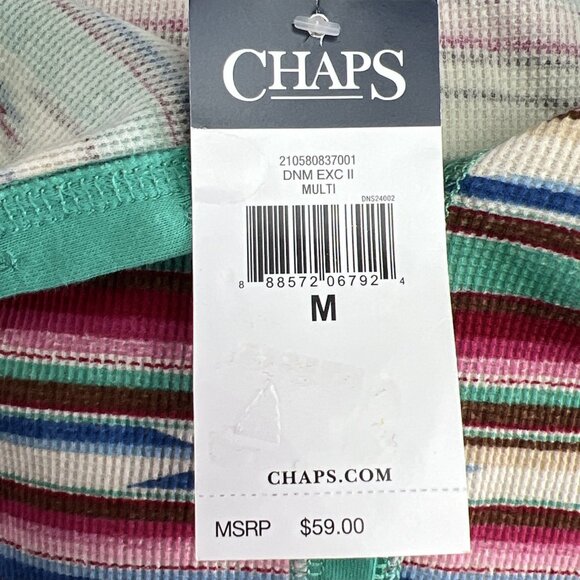 CHAPS
210580837001
DNM EXC II
MULTI
DNS24002
8 88572 06792 4
M
CHAPS.COM
MSRP $59.00